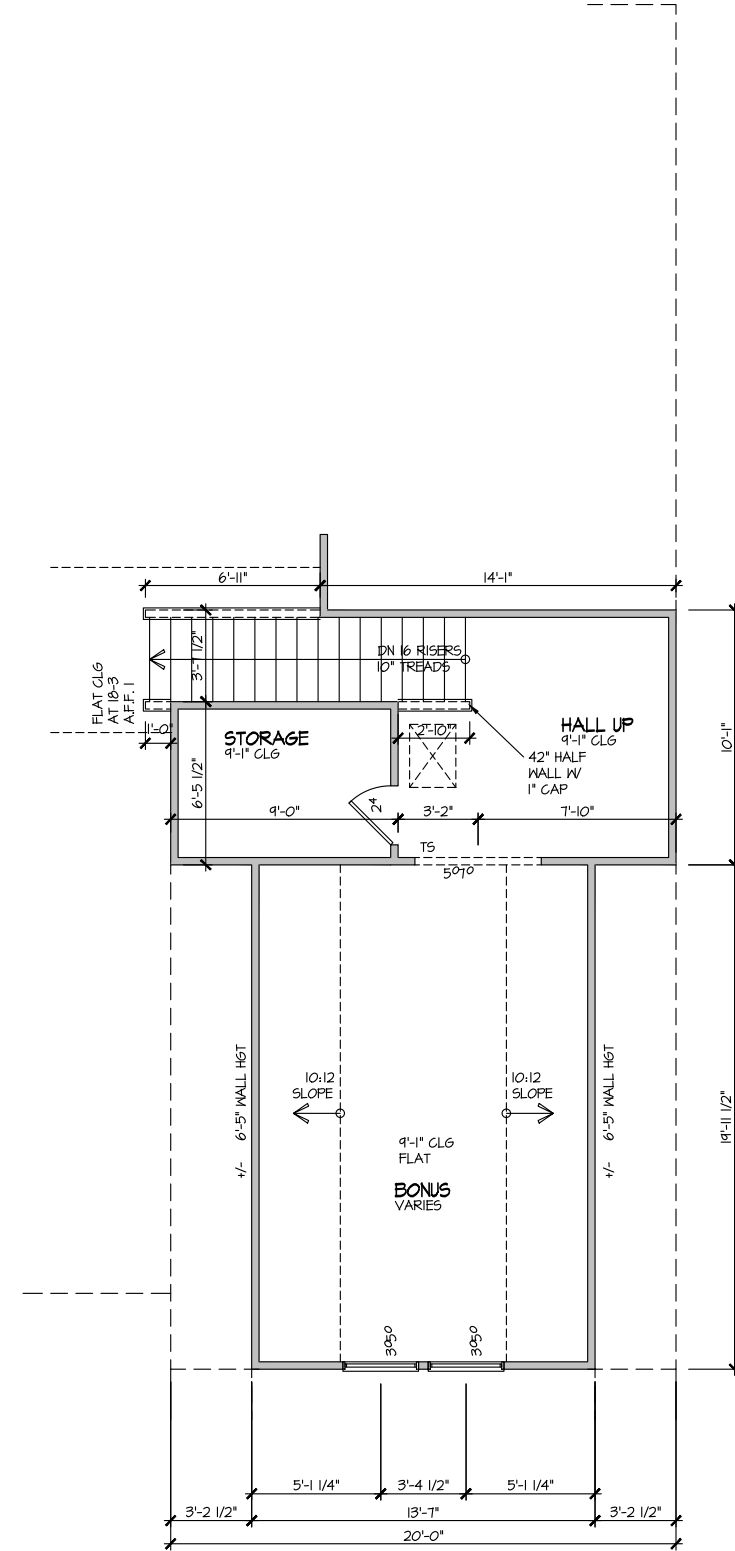 6'-11"
14'-1"
3'-7 1/2"
DN 16 RISERS
10" TREADS
FLAT CLG
AT 18-3
A.F.F. 1
1'-0"
STORAGE
9'-1" CLG
2'-10"
HALL UP
9'-1" CLG
42" HALF
WALL W/
1" CAP
10'-1"
6'-5 1/2"
9'-0"
24
3'-2"
7'-10"
TS
5070
+/- 6'-5" WALL HGT
10:12
SLOPE
10:12
SLOPE
+/- 6'-5" WALL HGT
19'-11 1/2"
9'-1" CLG
FLAT
BONUS
VARIES
3050
3050
5'-1 1/4"
3'-4 1/2"
5'-1 1/4"
3'-2 1/2"
13'-7"
3'-2 1/2"
20'-0"